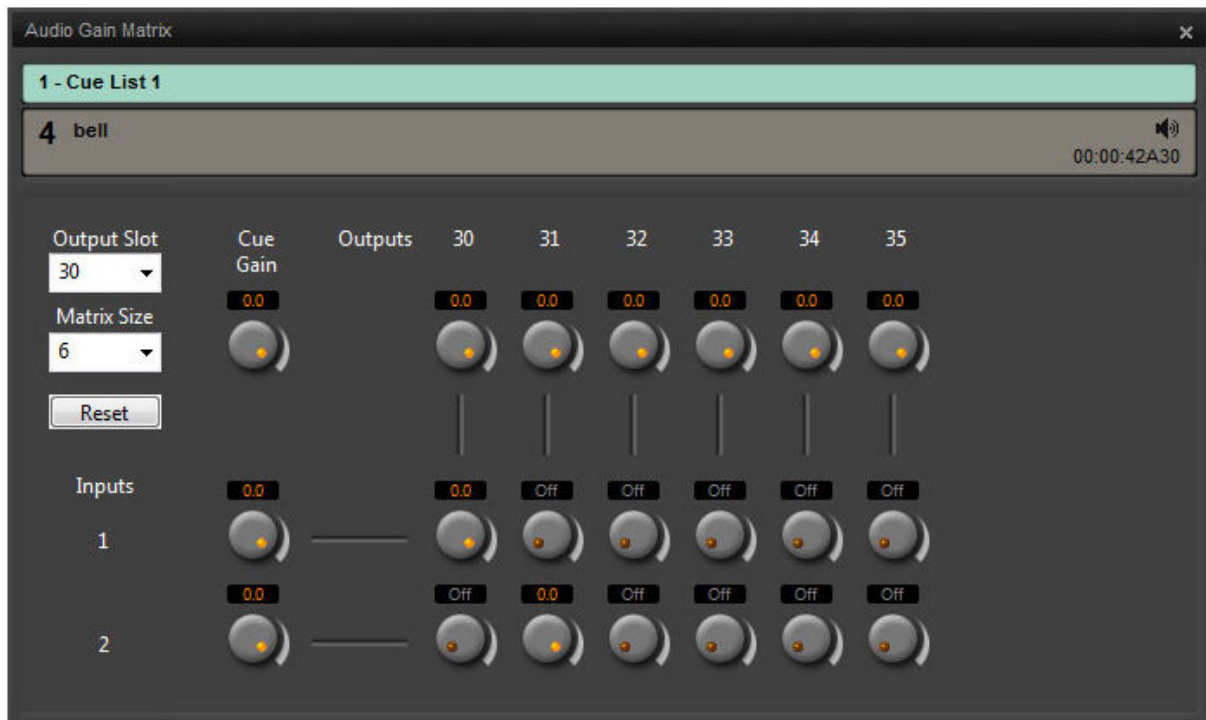 Audio Gain Matrix
1 - Cue List 1
4 bell
00:00:42A30
Output Slot Cue Gain Outputs 30 31 32 33 34 35
30
0.0 0.0 0.0 0.0 0.0 0.0 0.0
Matrix Size
6
Reset
Inputs 0.0 0.0 Off Off Off Off Off
1
0.0 Off 0.0 Off Off Off Off
2